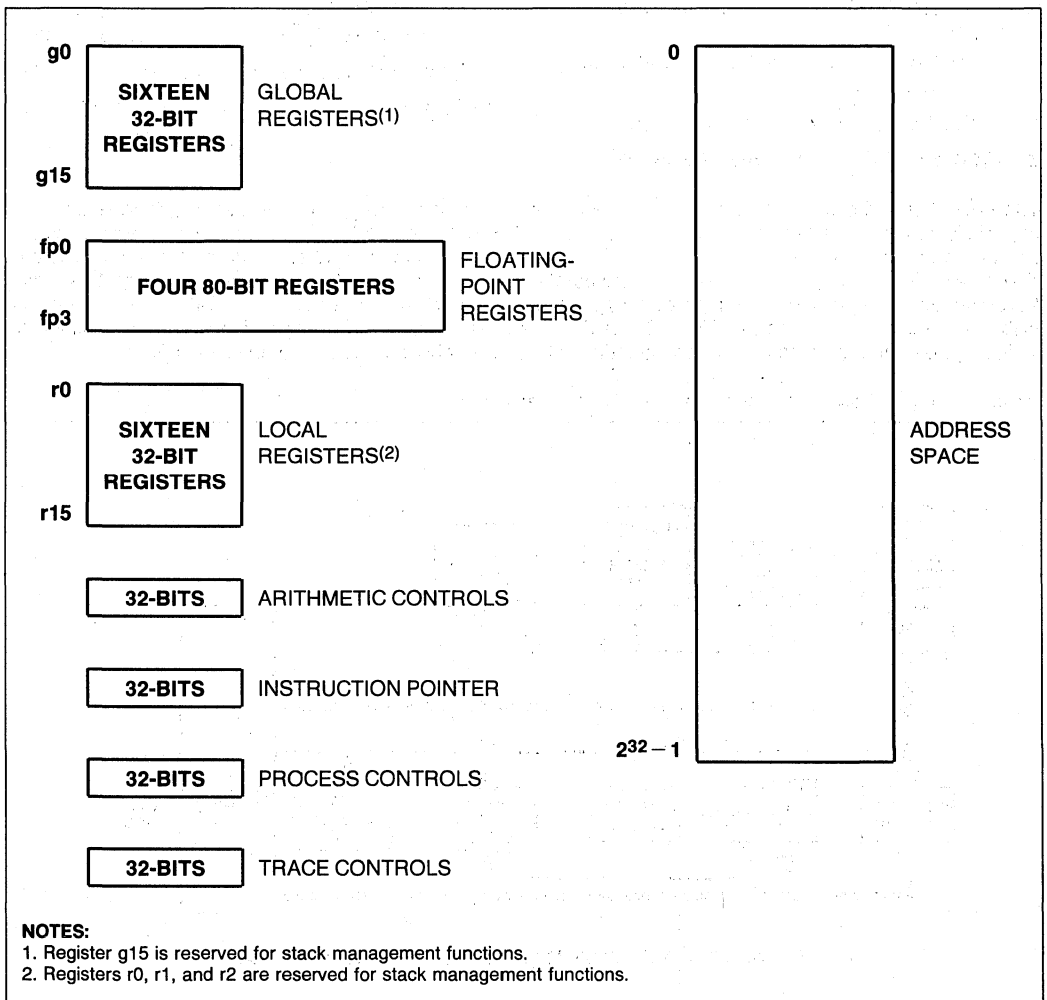 g0
SIXTEEN
32-BIT
REGISTERS
g15
GLOBAL
REGISTERS(1)
fp0
FOUR 80-BIT REGISTERS
fp3
FLOATING-
POINT
REGISTERS
r0
SIXTEEN
32-BIT
REGISTERS
r15
LOCAL
REGISTERS(2)
32-BITS ARITHMETIC CONTROLS
32-BITS INSTRUCTION POINTER
32-BITS PROCESS CONTROLS
32-BITS TRACE CONTROLS
0
ADDRESS
SPACE
2³²−1
NOTES:
1. Register g15 is reserved for stack management functions.
2. Registers r0, r1, and r2 are reserved for stack management functions.